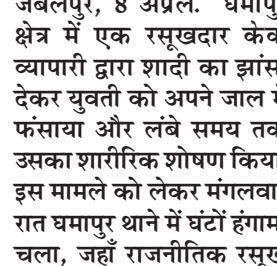 जबलपुर, 8 अप्रैल. घमापु
क्षेत्र में एक रसूखदार केव
व्यापारी द्वारा शादी का झांस
देकर युवती को अपने जाल मे
फंसाया और लंबे समय तक
उसका शारीरिक शोषण किया
इस मामले को लेकर मंगलवा
रात घमापुर थाने में घंटों हंगाम
चला, जहाँ राजनीतिक रसूख